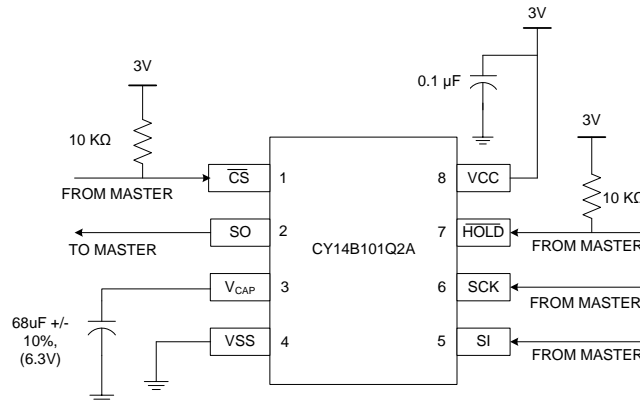 3V
0.1 µF
3V
10 KΩ
3V
10 KΩ
C̅S̅ 1
FROM MASTER
8 VCC
SO 2
TO MASTER
CY14B101Q2A
7 H̅O̅L̅D̅
FROM MASTER
VCAP 3
6 SCK
FROM MASTER
68uF +/-
10%,
(6.3V)
VSS 4
5 SI
FROM MASTER